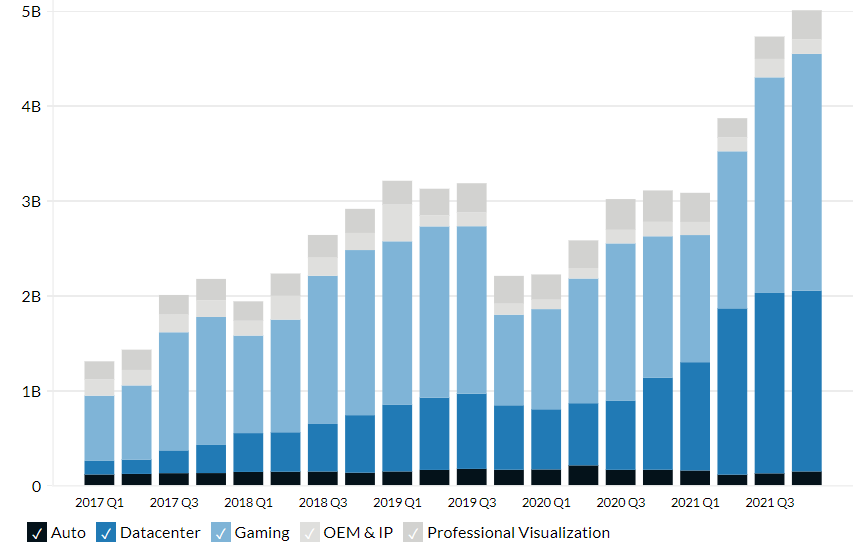 5B
4B
3B
2B
1B
0
2017 Q1 2017 Q3 2018 Q1 2018 Q3 2019 Q1 2019 Q3 2020 Q1 2020 Q3 2021 Q1 2021 Q3
✓ Auto ✓ Datacenter ✓ Gaming ✓ OEM & IP ✓ Professional Visualization